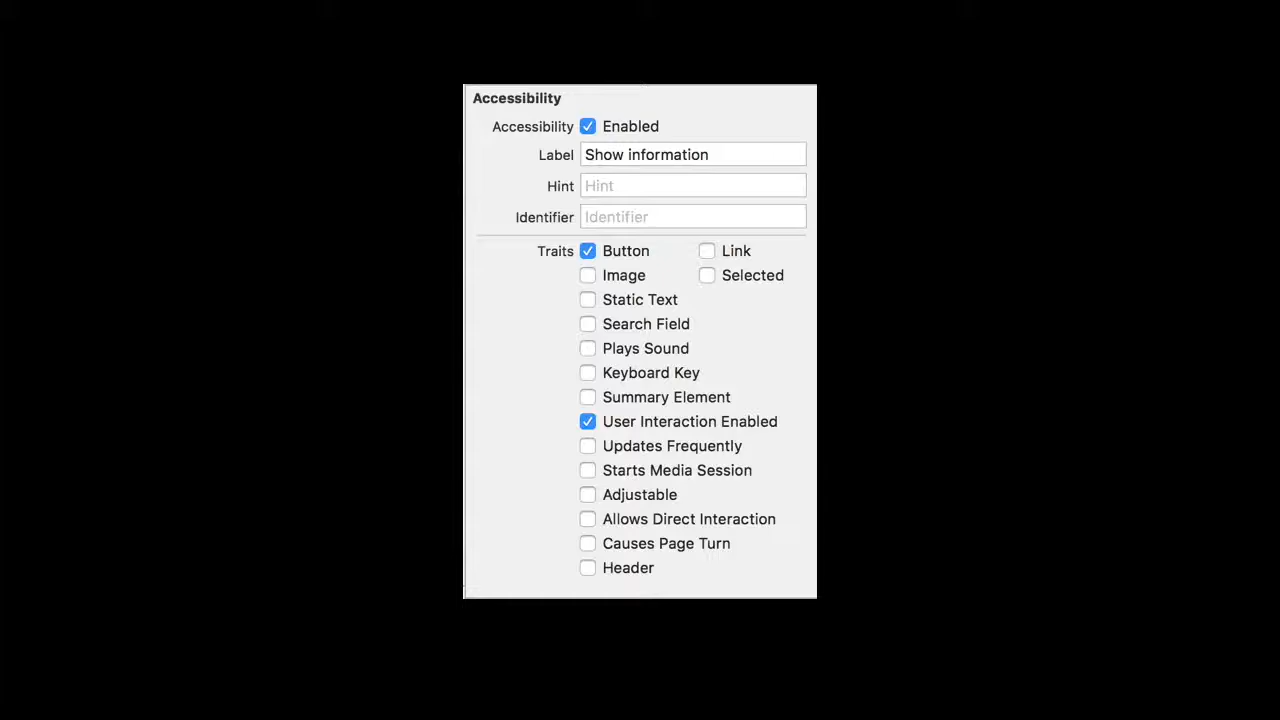 Accessibility
Accessibility Enabled
Label Show information
Hint Hint
Identifier Identifier
Traits Button Link
Image Selected
Static Text
Search Field
Plays Sound
Keyboard Key
Summary Element
User Interaction Enabled
Updates Frequently
Starts Media Session
Adjustable
Allows Direct Interaction
Causes Page Turn
Header